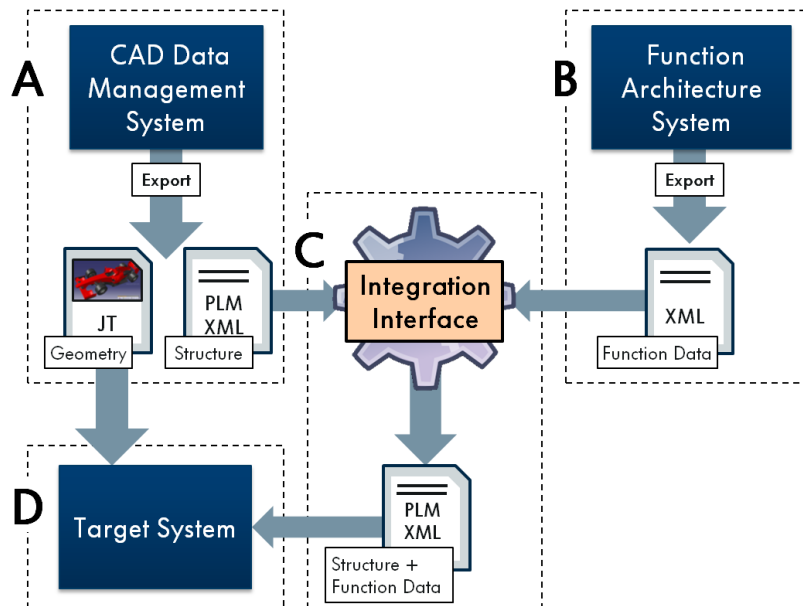 A
CAD Data
Management
System
Export
JT
Geometry
PLM
XML
Structure
B
Function
Architecture
System
Export
XML
Function Data
C
Integration
Interface
PLM
XML
Structure +
Function Data
D
Target System